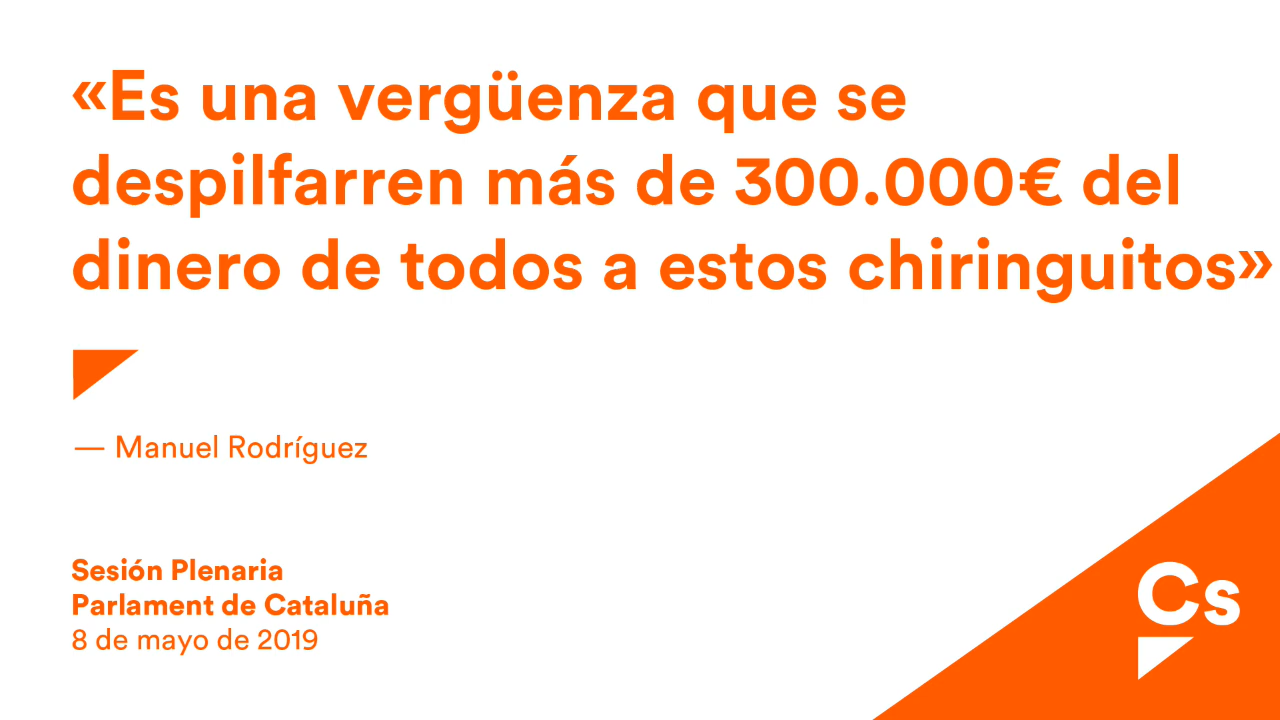 «Es una vergüenza que se
despilfarren más de 300.000€ del
dinero de todos a estos chiringuitos»
— Manuel Rodríguez
Sesión Plenaria
Parlament de Cataluña
8 de mayo de 2019
Cs